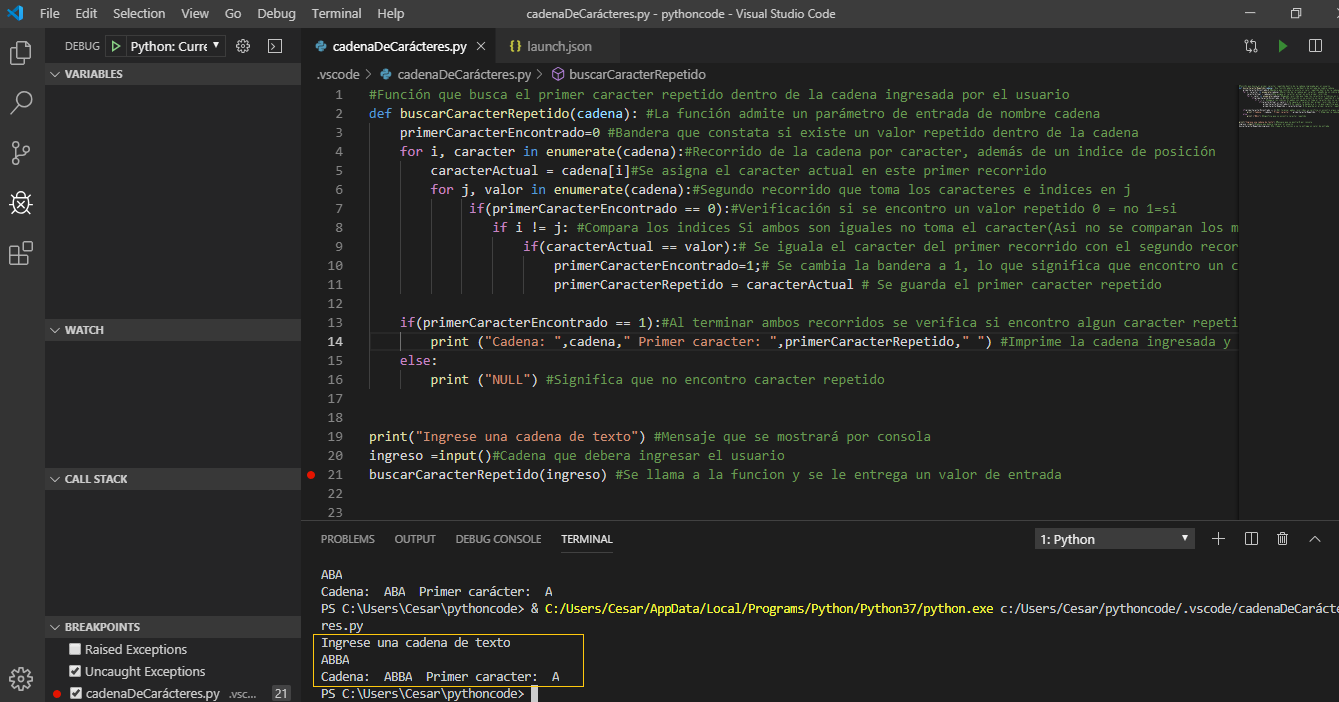 File Edit Selection View Go Debug Terminal Help
cadenaDeCarácteres.py - pythoncode - Visual Studio Code
DEBUG Python: Curre
cadenaDeCarácteres.py
{} launch.json
VARIABLES
WATCH
CALL STACK
BREAKPOINTS
Raised Exceptions
Uncaught Exceptions
cadenaDeCarácteres.py .vsc... 21
.vscode > cadenaDeCarácteres.py > buscarCaracterRepetido
1 #Función que busca el primer caracter repetido dentro de la cadena ingresada por el usuario
2 def buscarCaracterRepetido(cadena): #La función admite un parámetro de entrada de nombre cadena
3 primerCaracterEncontrado=0 #Bandera que constata si existe un valor repetido dentro de la cadena
4 for i, caracter in enumerate(cadena):#Recorrido de la cadena por caracter, además de un indice de posición
5 caracterActual = cadena[i]#Se asigna el caracter actual en este primer recorrido
6 for j, valor in enumerate(cadena):#Segundo recorrido que toma los caracteres e indices en j
7 if(primerCaracterEncontrado == 0):#Verificación si se encontro un valor repetido 0 = no 1=si
8 if i != j: #Compara los indices Si ambos son iguales no toma el caracter(Asi no se comparan los m
9 if(caracterActual == valor):# Se iguala el caracter del primer recorrido con el segundo recor
10 primerCaracterEncontrado=1;# Se cambia la bandera a 1, lo que significa que encontro un c
11 primerCaracterRepetido = caracterActual # Se guarda el primer caracter repetido
12
13 if(primerCaracterEncontrado == 1):#Al terminar ambos recorridos se verifica si encontro algun caracter repeti
14 print ("Cadena: ",cadena," Primer caracter: ",primerCaracterRepetido," ") #Imprime la cadena ingresada y
15 else:
16 print ("NULL") #Significa que no encontro caracter repetido
17
18
19 print("Ingrese una cadena de texto") #Mensaje que se mostrará por consola
20 ingreso =input()#Cadena que debera ingresar el usuario
21 buscarCaracterRepetido(ingreso) #Se llama a la funcion y se le entrega un valor de entrada
22
23
PROBLEMS OUTPUT DEBUG CONSOLE TERMINAL
1: Python
ABA
Cadena: ABA Primer carácter: A
PS C:\Users\Cesar\pythoncode> & C:/Users/Cesar/AppData/Local/Programs/Python/Python37/python.exe c:/Users/Cesar/pythoncode/.vscode/cadenaDeCarácte
res.py
Ingrese una cadena de texto
ABBA
Cadena: ABBA Primer caracter: A
PS C:\Users\Cesar\pythoncode>